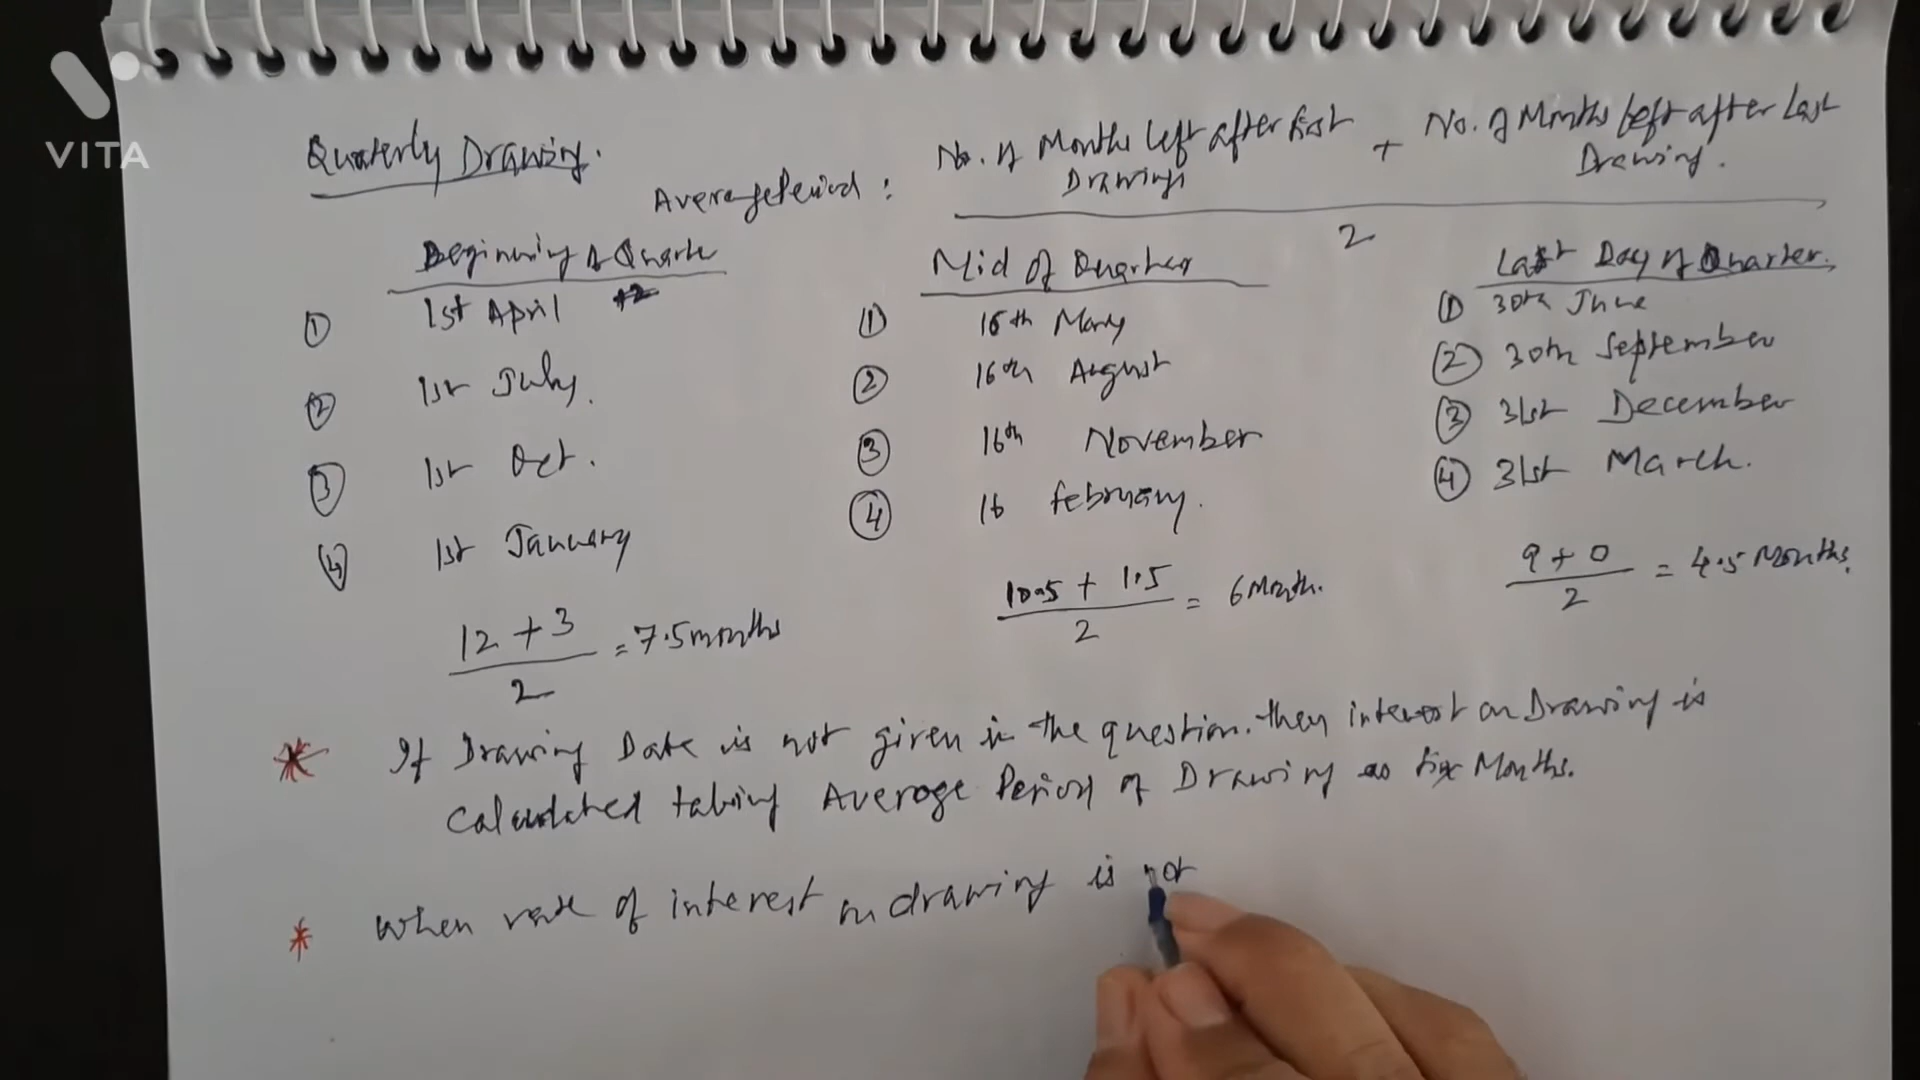 VITA
Quarterly Drawing.
Average Period : No. of Months left after first Drawings + No. of Months left after Last Drawing.
2
Beginning of Quarte
① 1st April
② 1st July.
③ 1st Oct.
④ 1st January
12 + 3 / 2 = 7.5 months
Mid of Quarter
① 16th May
② 16th August
③ 16th November
④ 16 february.
10.5 + 1.5 / 2 = 6 Month.
Last Day of Quarter.
① 30th June
② 30th September
③ 31st December
④ 31st March.
9 + 0 / 2 = 4.5 Months.
* If Drawing Date is not given in the question. then interest on Drawing is
calculated taking Average Period of Drawing as six Months.
* When rate of interest on drawing is not